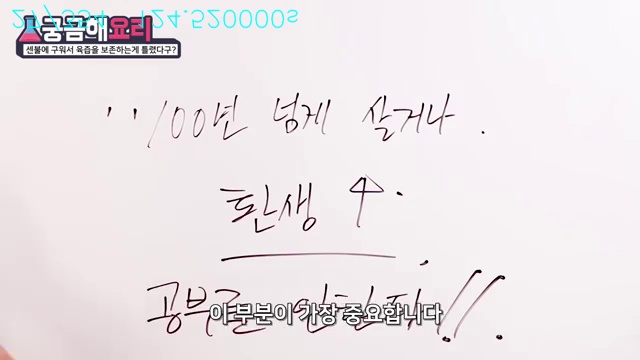 궁금해요리
센불에 구워서 육즙을 보존하는게 틀렸다구?
100년 넘게 살거나.
환생 ↑.
공부를
이 부분이 가장 중요합니다